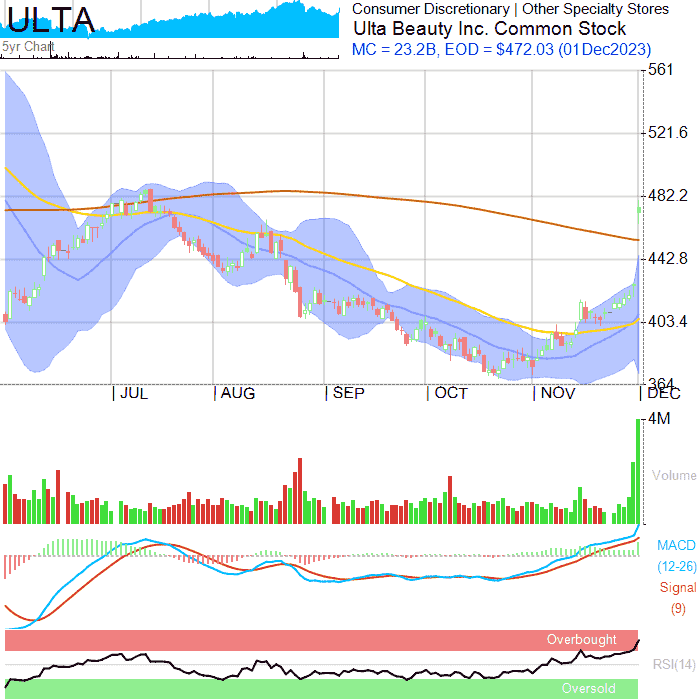 ULTA
5yr Chart
Consumer Discretionary | Other Specialty Stores
Ulta Beauty Inc. Common Stock
MC = 23.2B, EOD = $472.03 (01Dec2023)
561
521.6
482.2
442.8
403.4
364
JUL AUG SEP OCT NOV DEC
4M
Volume
MACD
(12-26)
Signal
(9)
Overbought
RSI(14)
Oversold